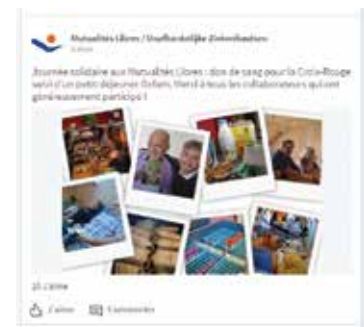 Mutualités Libres / Onafhankelijke Ziekenfondsen
Journée solidaire aux Mutualités Libres : don de sang pour la Croix-Rouge
suivi d'un petit déjeuner Oxfam. Merci à tous les collaborateurs qui ont
généreusement participé !
J'aime
J'aime Commenter